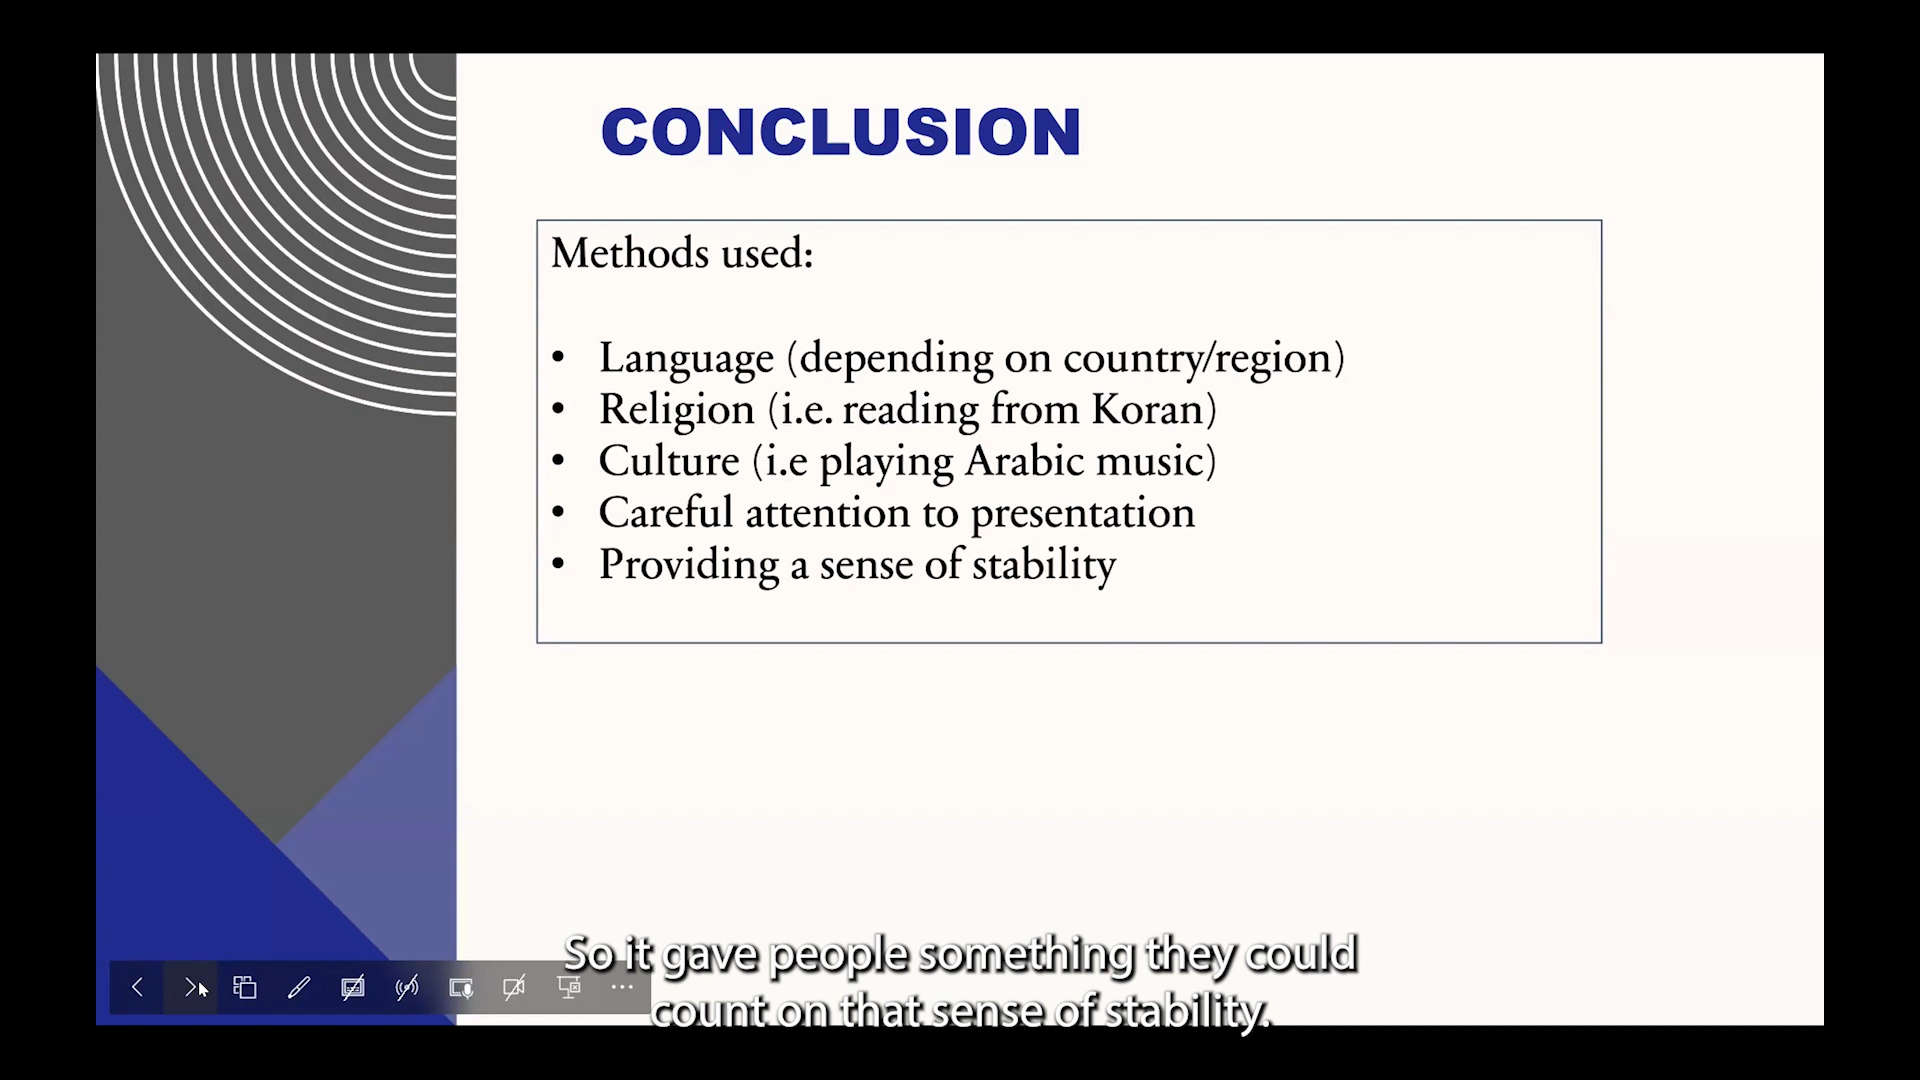 CONCLUSION
Methods used:
• Language (depending on country/region)
• Religion (i.e. reading from Koran)
• Culture (i.e playing Arabic music)
• Careful attention to presentation
• Providing a sense of stability
So it gave people something they could
count on that sense of stability.